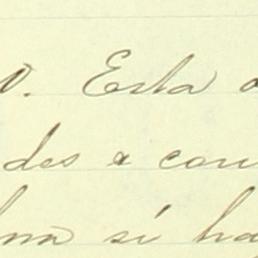 o. Esta a
des a con
ma si ha